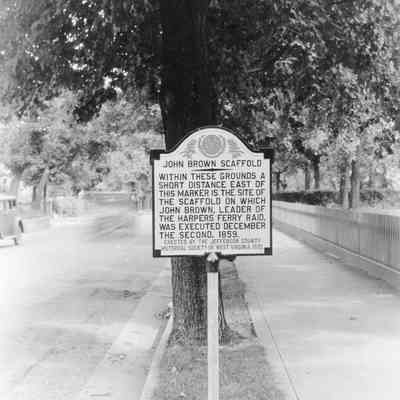 JOHN BROWN SCAFFOLD
WITHIN THESE GROUNDS A
SHORT DISTANCE EAST OF
THIS MARKER IS THE SITE OF
THE SCAFFOLD ON WHICH
JOHN BROWN, LEADER OF
THE HARPERS FERRY RAID,
WAS EXECUTED DECEMBER
THE SECOND, 1859.
ERECTED BY THE JEFFERSON COUNTY
HISTORICAL SOCIETY OF WEST VIRGINIA